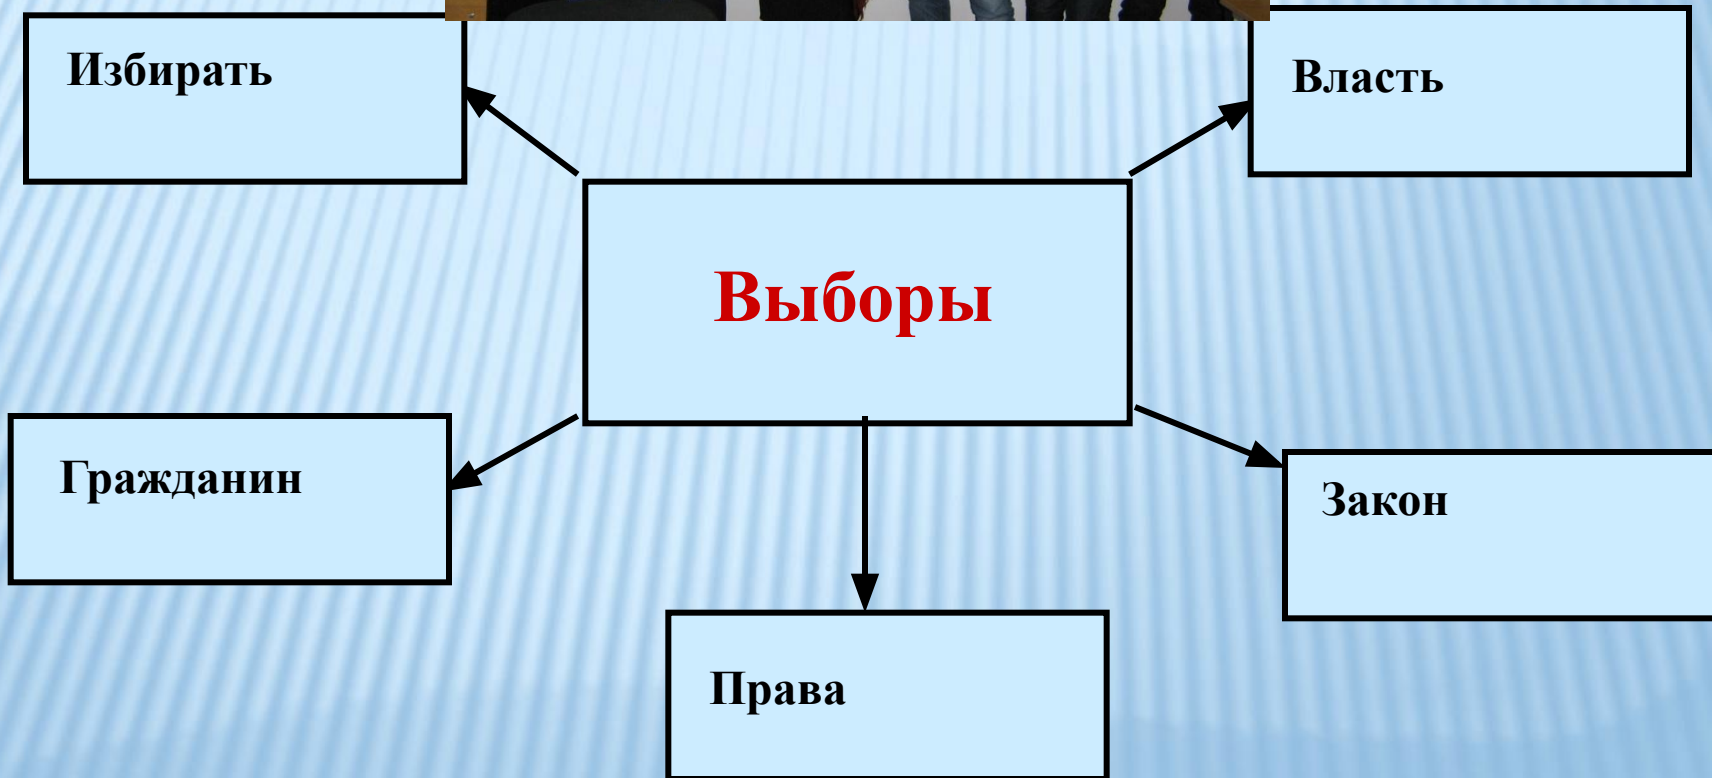 Избирать
Власть
Выборы
Гражданин
Закон
Права